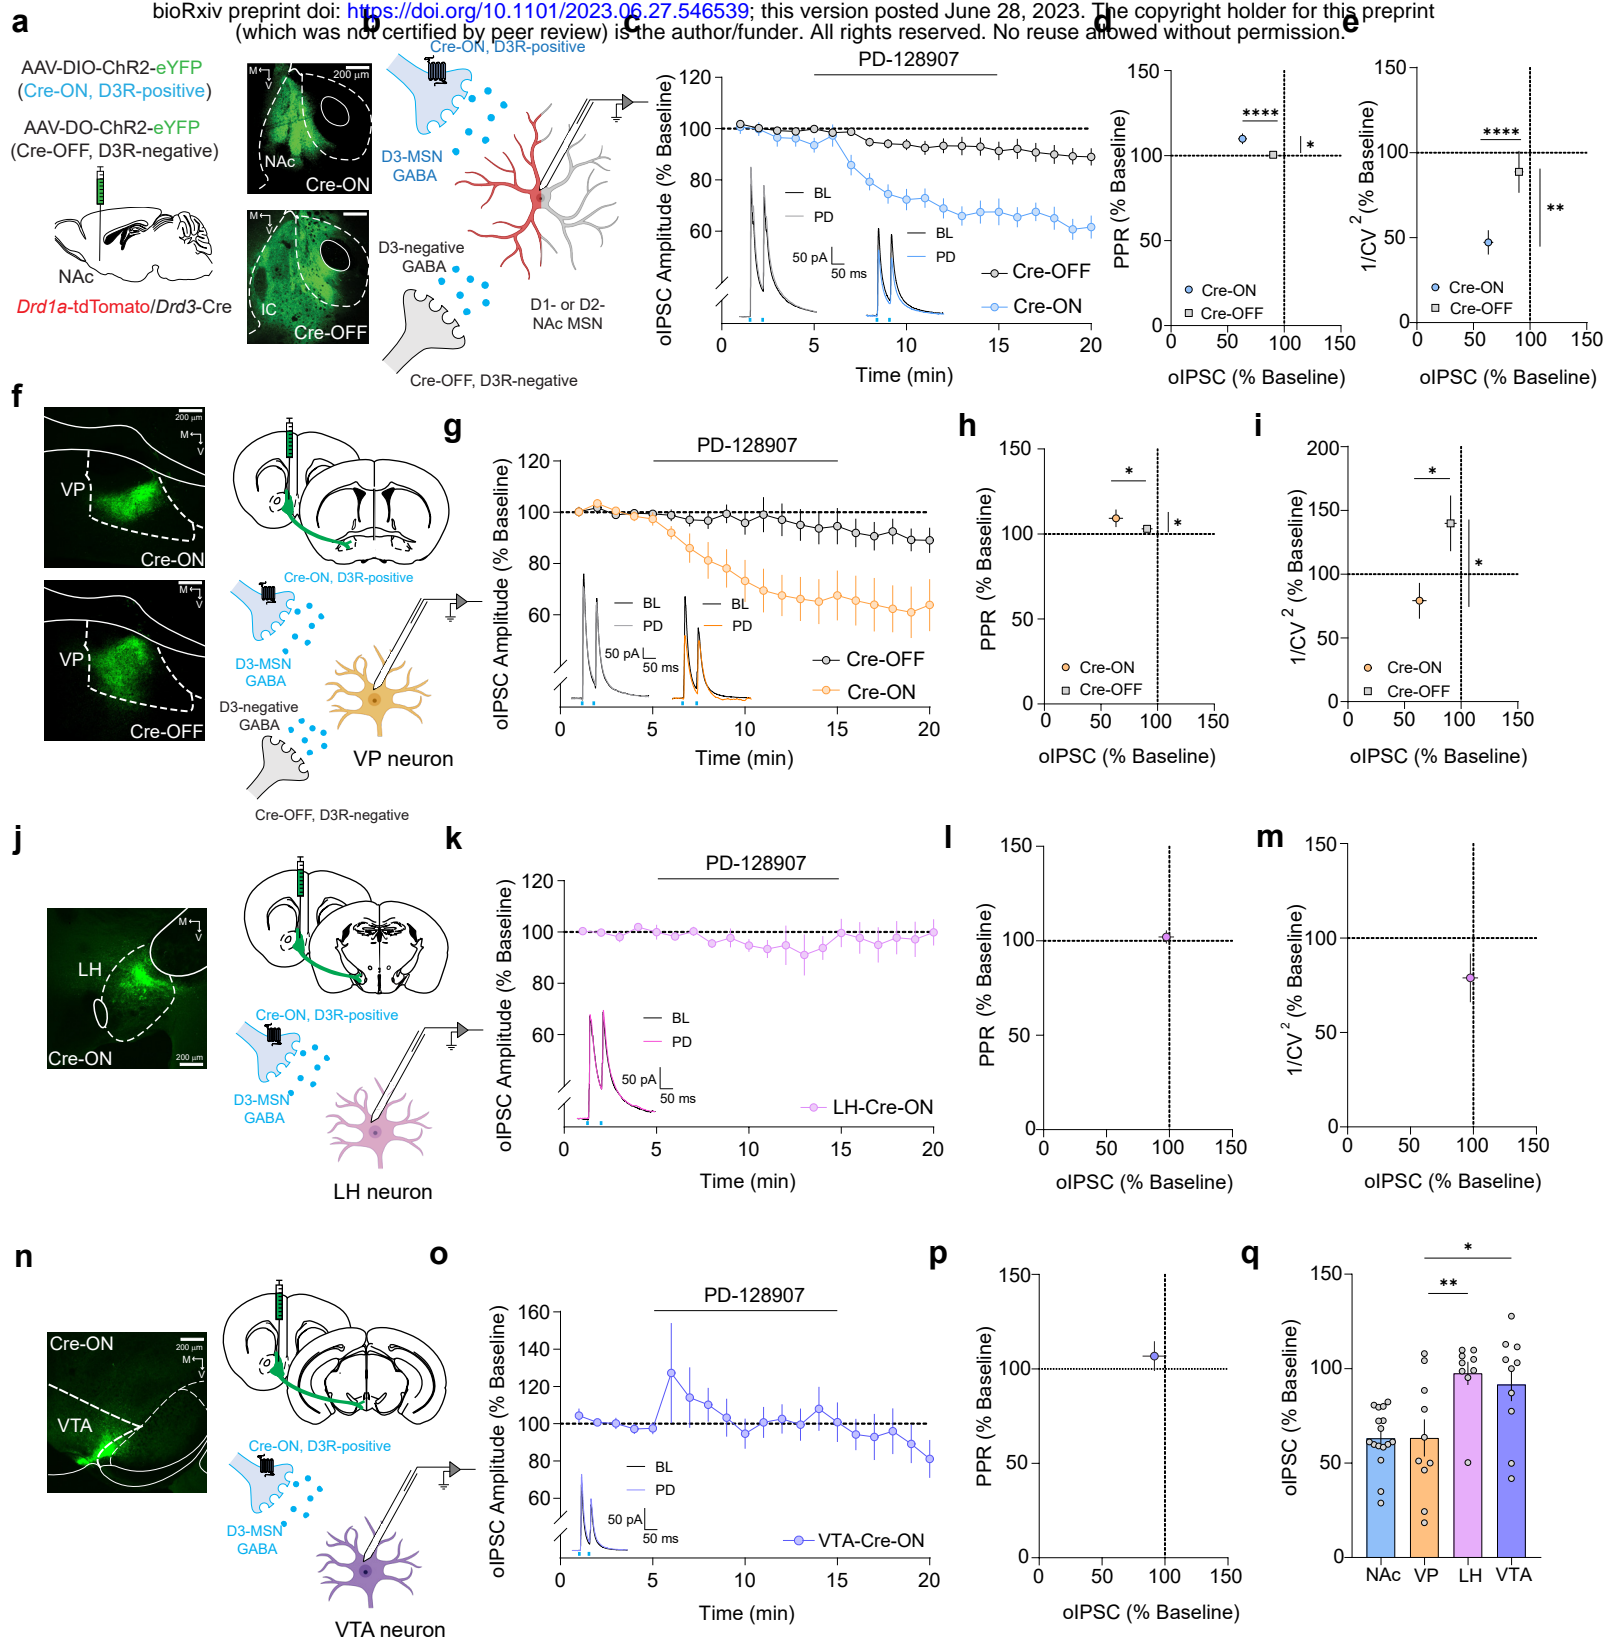 bioRxiv preprint doi: https://doi.org/10.1101/2023.06.27.546539; this version posted June 28, 2023. The copyright holder for this preprint
(which was not certified by peer review) is the author/funder. All rights reserved. No reuse allowed without permission.
a
AAV-DIO-ChR2-eYFP
(Cre-ON, D3R-positive)
AAV-DO-ChR2-eYFP
(Cre-OFF, D3R-negative)
NAc
Drd1a-tdTomato/Drd3-Cre
M
V
200 µm
NAc
Cre-ON
M
V
IC
Cre-OFF
b
Cre-ON, D3R-positive
D3-MSN
GABA
D3-negative
GABA
D1- or D2-
NAc MSN
Cre-OFF, D3R-negative
c
PD-128907
oIPSC Amplitude (% Baseline)
120
100
80
60
BL
PD
50 pA
50 ms
BL
PD
Cre-OFF
Cre-ON
0
5
10
15
20
Time (min)
d
PPR (% Baseline)
150
100
50
0
****
*
Cre-ON
Cre-OFF
0
50
100
150
oIPSC (% Baseline)
e
1/CV 2 (% Baseline)
150
100
50
0
****
**
Cre-ON
Cre-OFF
0
50
100
150
oIPSC (% Baseline)
f
200 µm
M
V
VP
Cre-ON
M
V
VP
Cre-OFF
Cre-ON, D3R-positive
D3-MSN
GABA
D3-negative
GABA
VP neuron
Cre-OFF, D3R-negative
g
PD-128907
oIPSC Amplitude (% Baseline)
120
100
80
60
BL
PD
50 pA
50 ms
BL
PD
Cre-OFF
Cre-ON
0
5
10
15
20
Time (min)
h
PPR (% Baseline)
150
100
50
0
*
*
Cre-ON
Cre-OFF
0
50
100
150
oIPSC (% Baseline)
i
1/CV 2 (% Baseline)
200
150
100
50
0
*
*
Cre-ON
Cre-OFF
0
50
100
150
oIPSC (% Baseline)
j
M
V
LH
Cre-ON
200 µm
Cre-ON, D3R-positive
D3-MSN
GABA
LH neuron
k
PD-128907
oIPSC Amplitude (% Baseline)
120
100
80
60
BL
PD
50 pA
50 ms
LH-Cre-ON
0
5
10
15
20
Time (min)
l
PPR (% Baseline)
150
100
50
0
0
50
100
150
oIPSC (% Baseline)
m
1/CV 2 (% Baseline)
150
100
50
0
0
50
100
150
oIPSC (% Baseline)
n
Cre-ON
200 µm
M
V
VTA
Cre-ON, D3R-positive
D3-MSN
GABA
VTA neuron
o
PD-128907
oIPSC Amplitude (% Baseline)
160
140
120
100
80
60
BL
PD
50 pA
50 ms
VTA-Cre-ON
0
5
10
15
20
Time (min)
p
PPR (% Baseline)
150
100
50
0
0
50
100
150
oIPSC (% Baseline)
q
oIPSC (% Baseline)
150
100
50
0
*
**
NAc
VP
LH
VTA